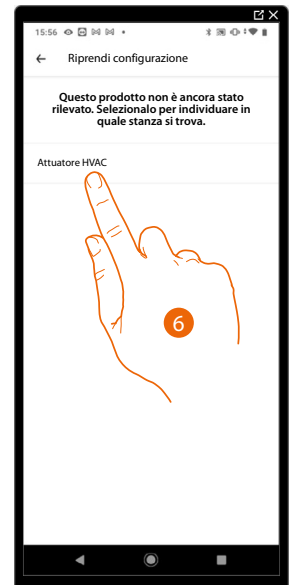 15:56
Riprendi configurazione
Questo prodotto non è ancora stato
rilevato. Selezionalo per individuare in
quale stanza si trova.
Attuatore HVAC
6